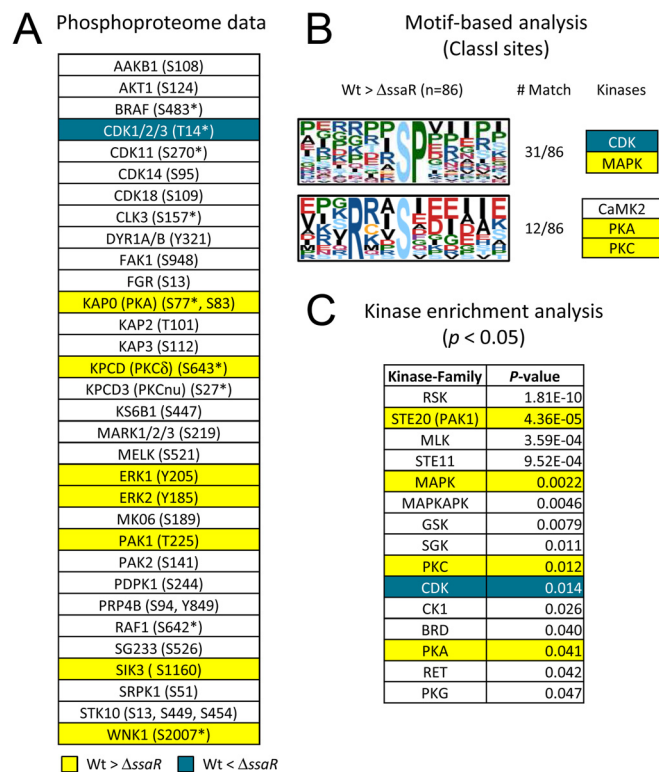 A Phosphoproteome data
AAKB1 (S108)
AKT1 (S124)
BRAF (S483*)
CDK1/2/3 (T14*)
CDK11 (S270*)
CDK14 (S95)
CDK18 (S109)
CLK3 (S157*)
DYR1A/B (Y321)
FAK1 (S948)
FGR (S13)
KAP0 (PKA) (S77*, S83)
KAP2 (T101)
KAP3 (S112)
KPCD (PKCδ) (S643*)
KPCD3 (PKCnu) (S27*)
KS6B1 (S447)
MARK1/2/3 (S219)
MELK (S521)
ERK1 (Y205)
ERK2 (Y185)
MK06 (S189)
PAK1 (T225)
PAK2 (S141)
PDPK1 (S244)
PRP4B (S94, Y849)
RAF1 (S642*)
SG233 (S526)
SIK3 ( S1160)
SRPK1 (S51)
STK10 (S13, S449, S454)
WNK1 (S2007*)
Wt > ΔssaR Wt < ΔssaR
B Motif-based analysis
(ClassI sites)
Wt > ΔssaR (n=86) # Match Kinases
31/86
CDK
MAPK
12/86
CaMK2
PKA
PKC
C Kinase enrichment analysis
(p < 0.05)
Kinase-Family P-value
RSK 1.81E-10
STE20 (PAK1) 4.36E-05
MLK 3.59E-04
STE11 9.52E-04
MAPK 0.0022
MAPKAPK 0.0046
GSK 0.0079
SGK 0.011
PKC 0.012
CDK 0.014
CK1 0.026
BRD 0.040
PKA 0.041
RET 0.042
PKG 0.047